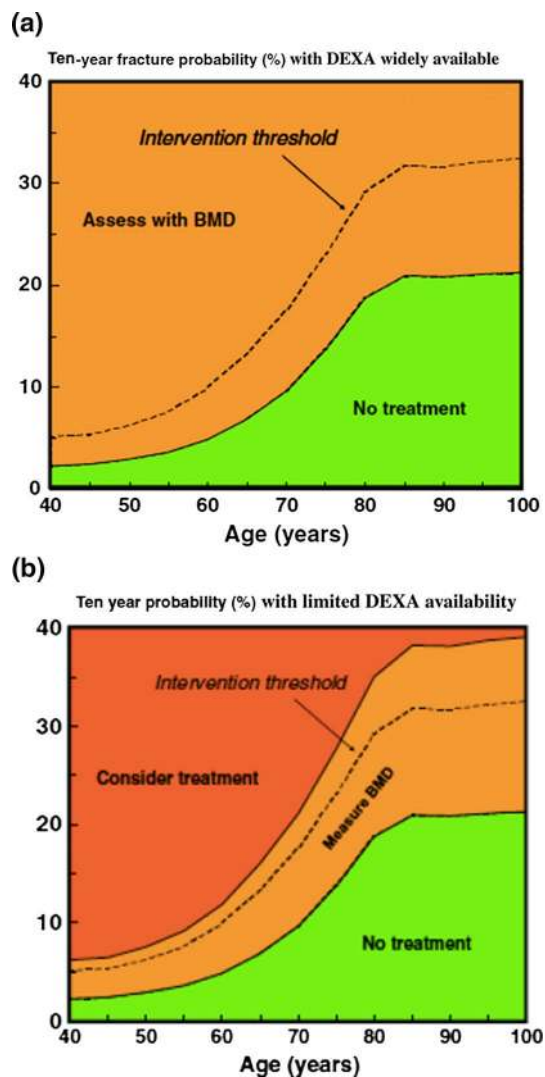 (a)
Ten-year fracture probability (%) with DEXA widely available
40
Intervention threshold
30
Assess with BMD
20
10
No treatment
0
40 50 60 70 80 90 100
Age (years)
(b)
Ten year probability (%) with limited DEXA availability
40
Intervention threshold
30
Consider treatment
Measure BMD
20
10
No treatment
0
40 50 60 70 80 90 100
Age (years)